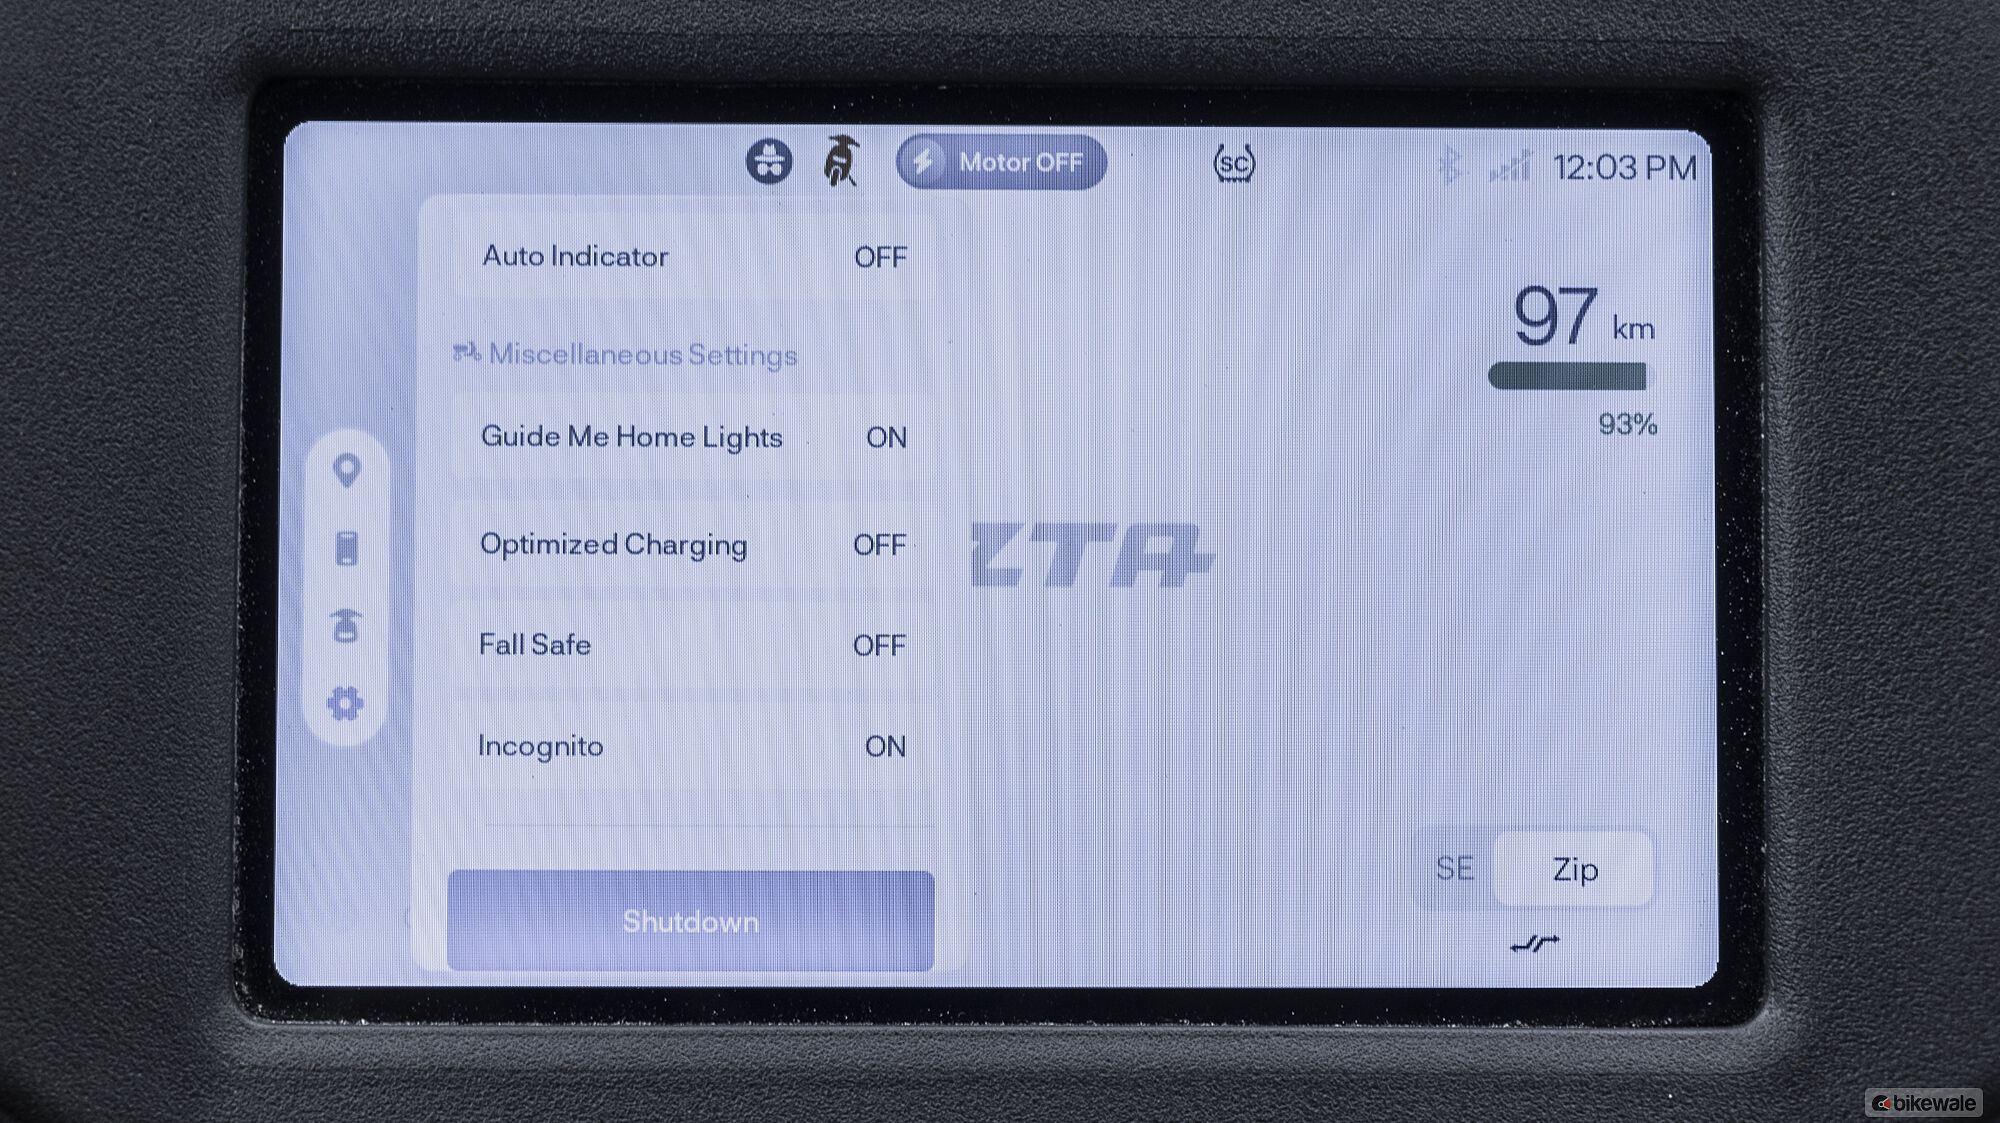 Motor OFF
SC
12:03 PM
Auto Indicator OFF
97 km
Miscellaneous Settings
93%
Guide Me Home Lights ON
Optimized Charging OFF
ZTA
Fall Safe OFF
Incognito ON
SE Zip
Shutdown
bikewale